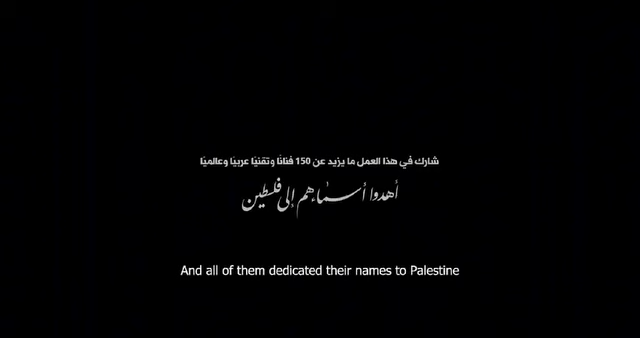 شارك في هذا العمل ما يزيد عن 150 فنانًا وتقنيًا عربيًا وعالميًا
أهدوا أسماءهم إلى فلسطين
And all of them dedicated their names to Palestine